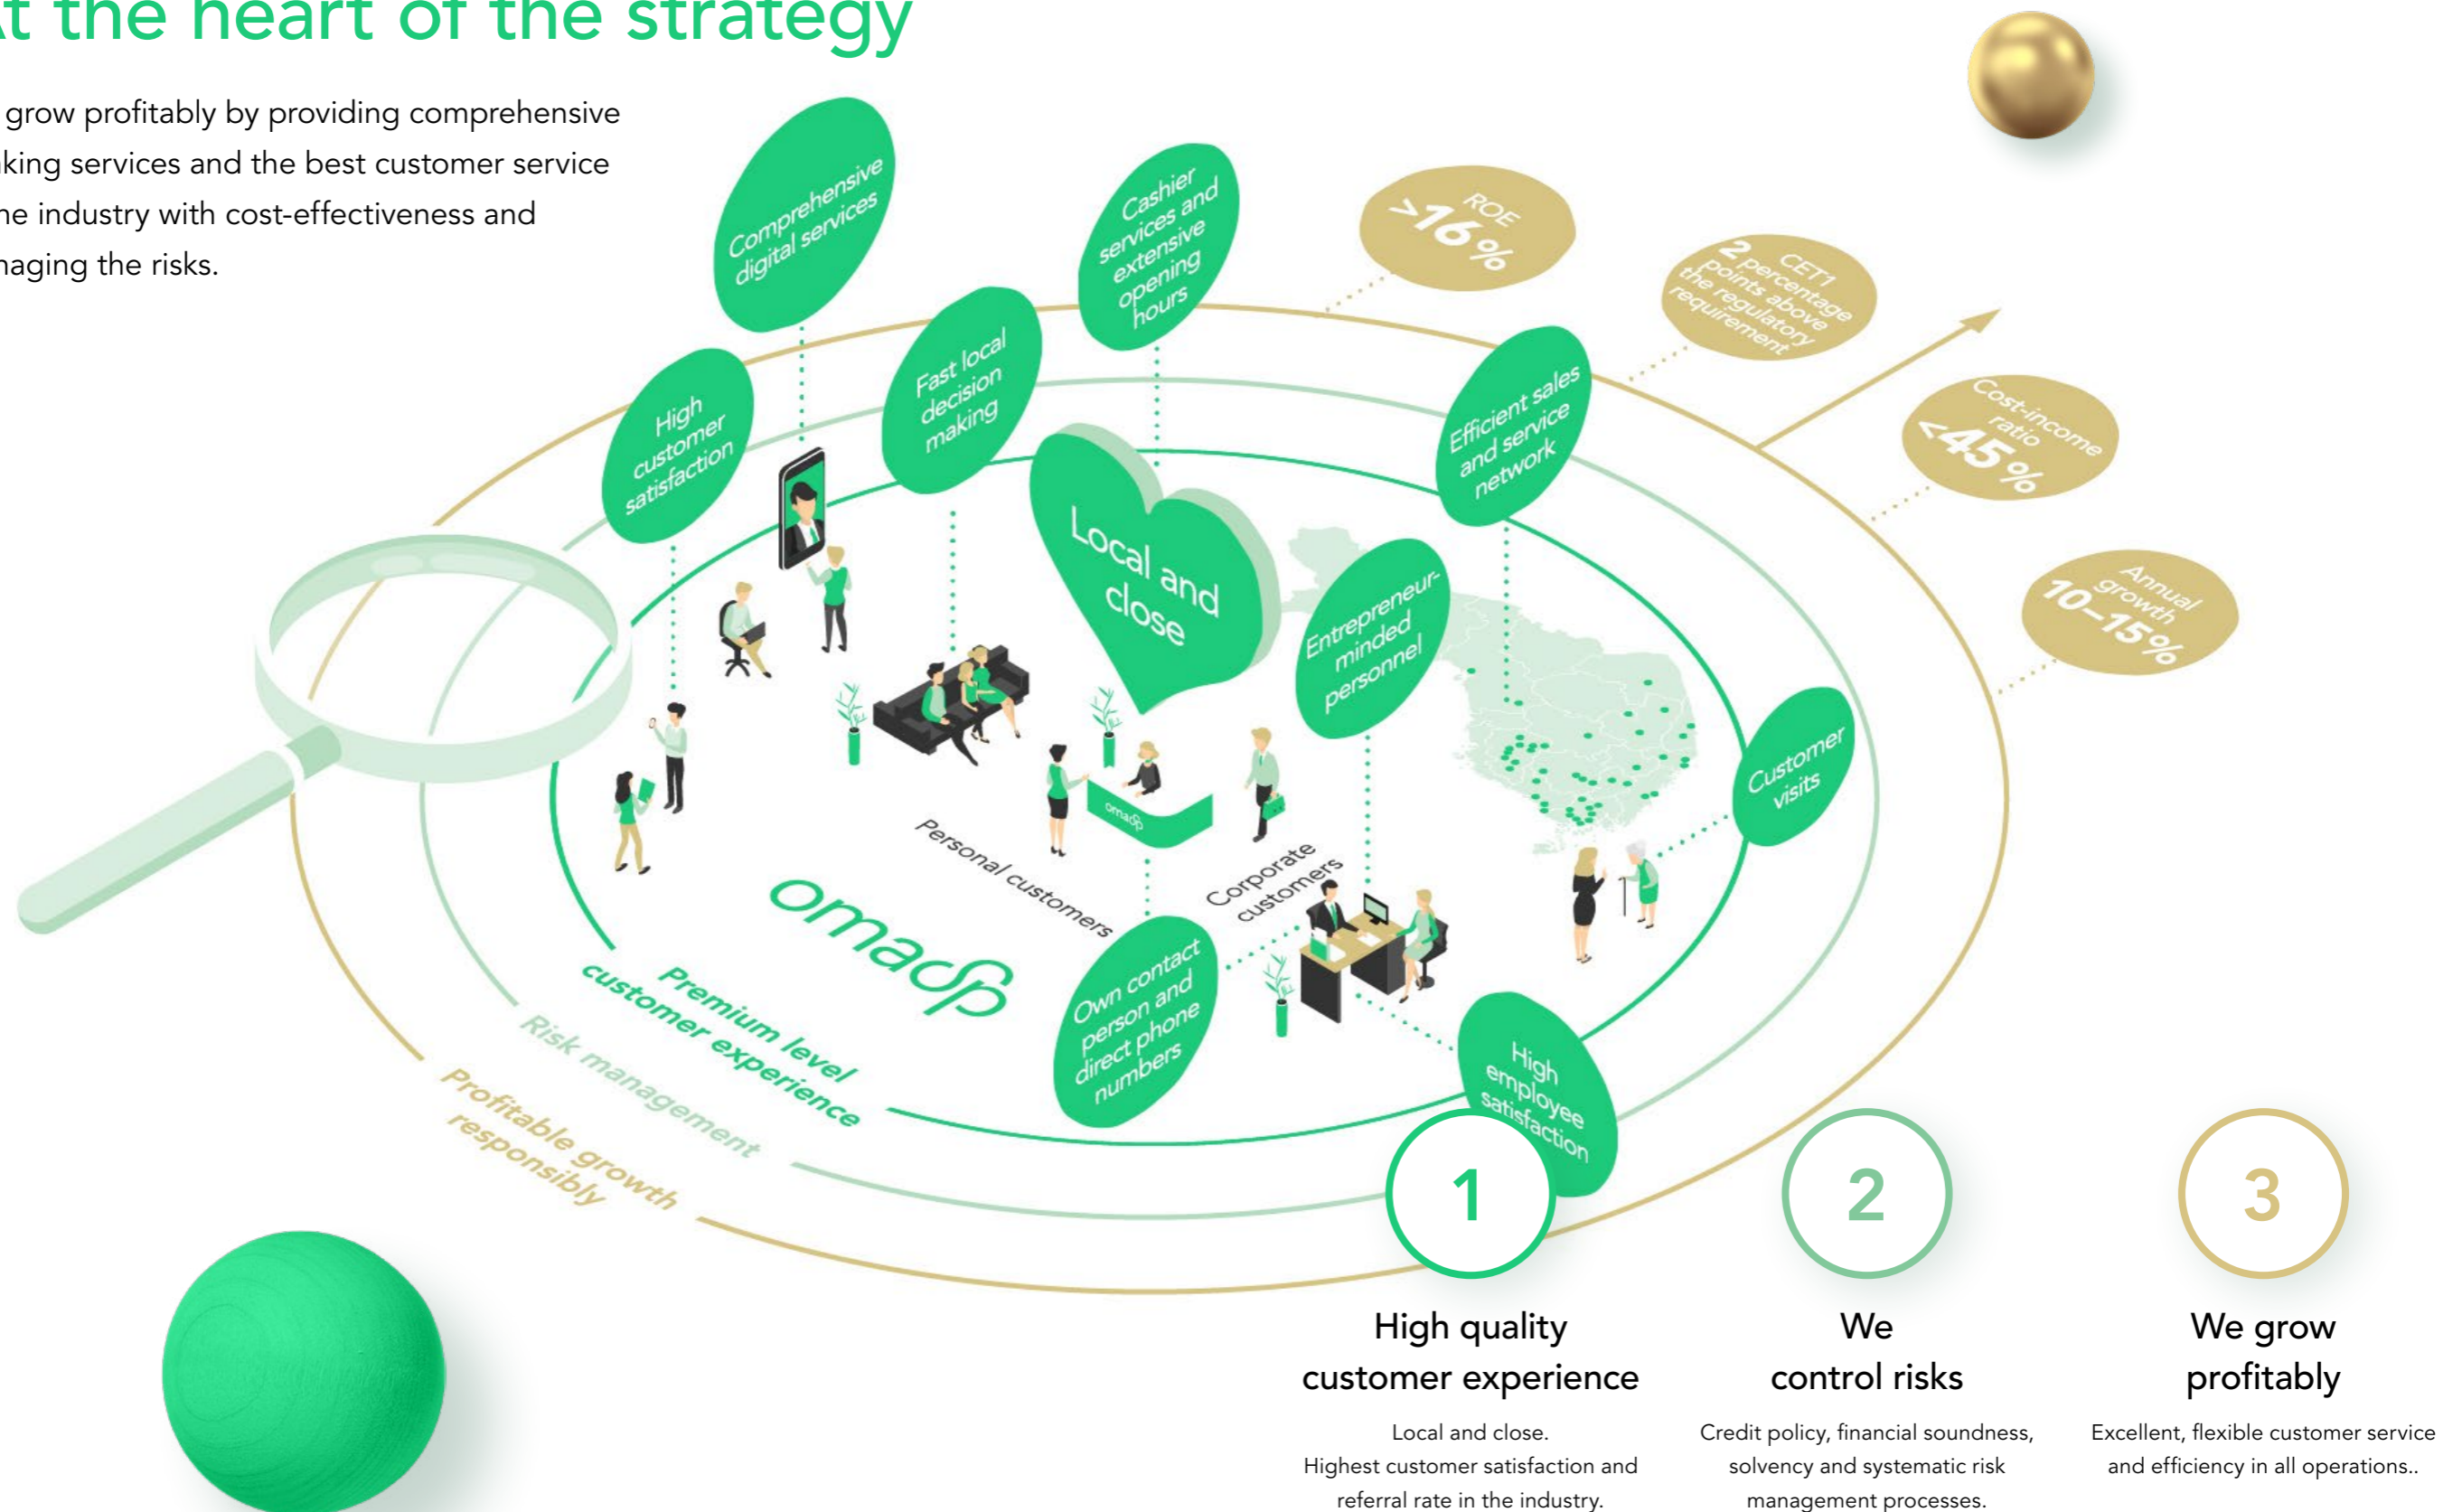 At the heart of the strategy
grow profitably by providing comprehensive
king services and the best customer service
he industry with cost-effectiveness and
naging the risks.
Comprehensive
digital services
Cashier
services and
extensive
opening
hours
ROE
>16%
CET1
2 percentage
points above
the regulatory
requirement
Cost-income
ratio
<45%
Annual
growth
10–15%
High
customer
satisfaction
Fast local
decision
making
Efficient sales
and service
network
Local and
close
Entrepreneur-
minded
personnel
Customer
visits
omasp
Personal customers
Corporate
customers
omasp
Own contact
person and
direct phone
numbers
High
employee
satisfaction
Premium level
customer experience
Risk management
Profitable growth
responsibly
1
High quality
customer experience
Local and close.
Highest customer satisfaction and
referral rate in the industry.
2
We
control risks
Credit policy, financial soundness,
solvency and systematic risk
management processes.
3
We grow
profitably
Excellent, flexible customer service
and efficiency in all operations..